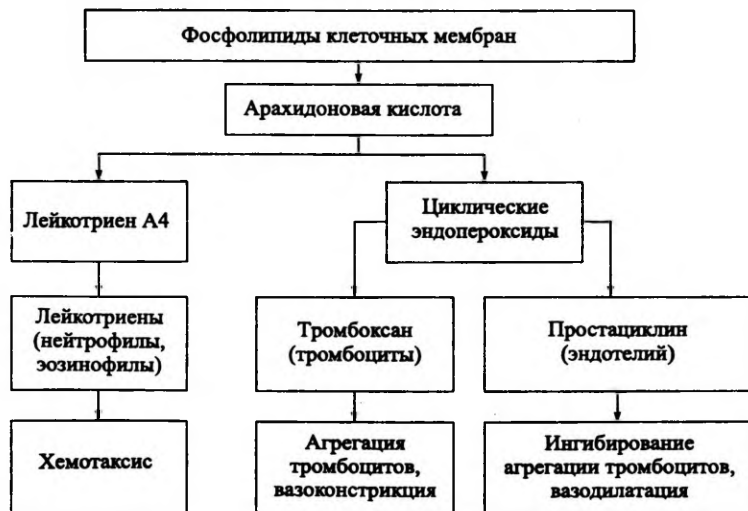 Фосфолипиды клеточных мембран
Арахидоновая кислота
Лейкотриен А4
Циклические
эндопероксиды
Лейкотриены
(нейтрофилы,
эозинофилы)
Тромбоксан
(тромбоциты)
Простациклин
(эндотелий)
Хемотаксис
Агрегация
тромбоцитов,
вазоконстрикция
Ингибирование
агрегации тромбоцитов,
вазодилатация